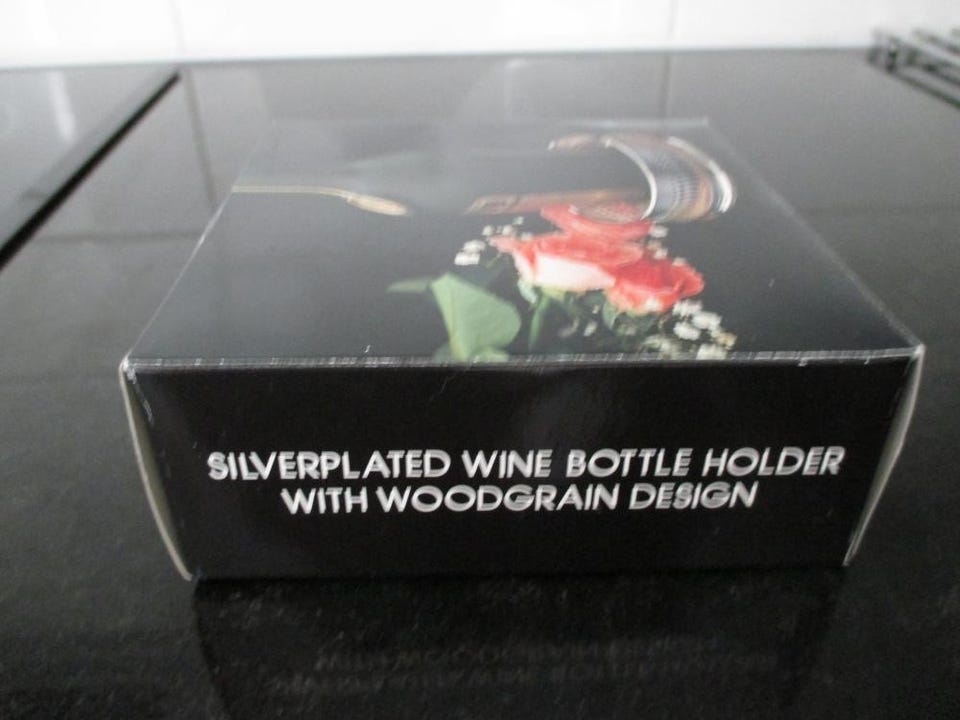 SILVERPLATED WINE BOTTLE HOLDER
WITH WOODGRAIN DESIGN